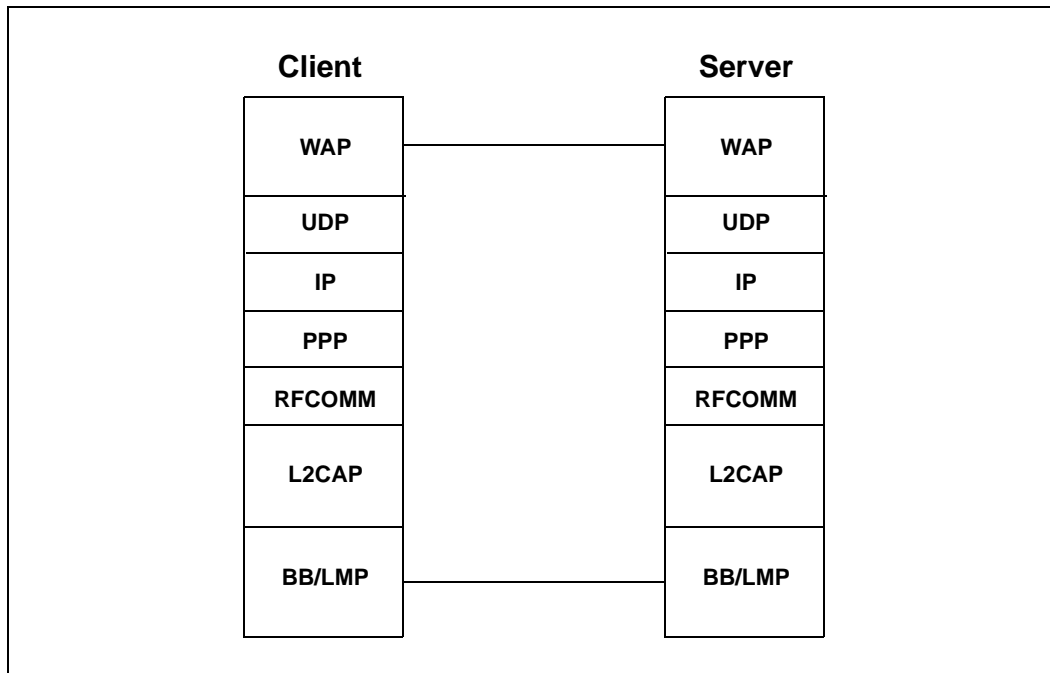 Client
Server
WAP
WAP
UDP
UDP
IP
IP
PPP
PPP
RFCOMM
RFCOMM
L2CAP
L2CAP
BB/LMP
BB/LMP